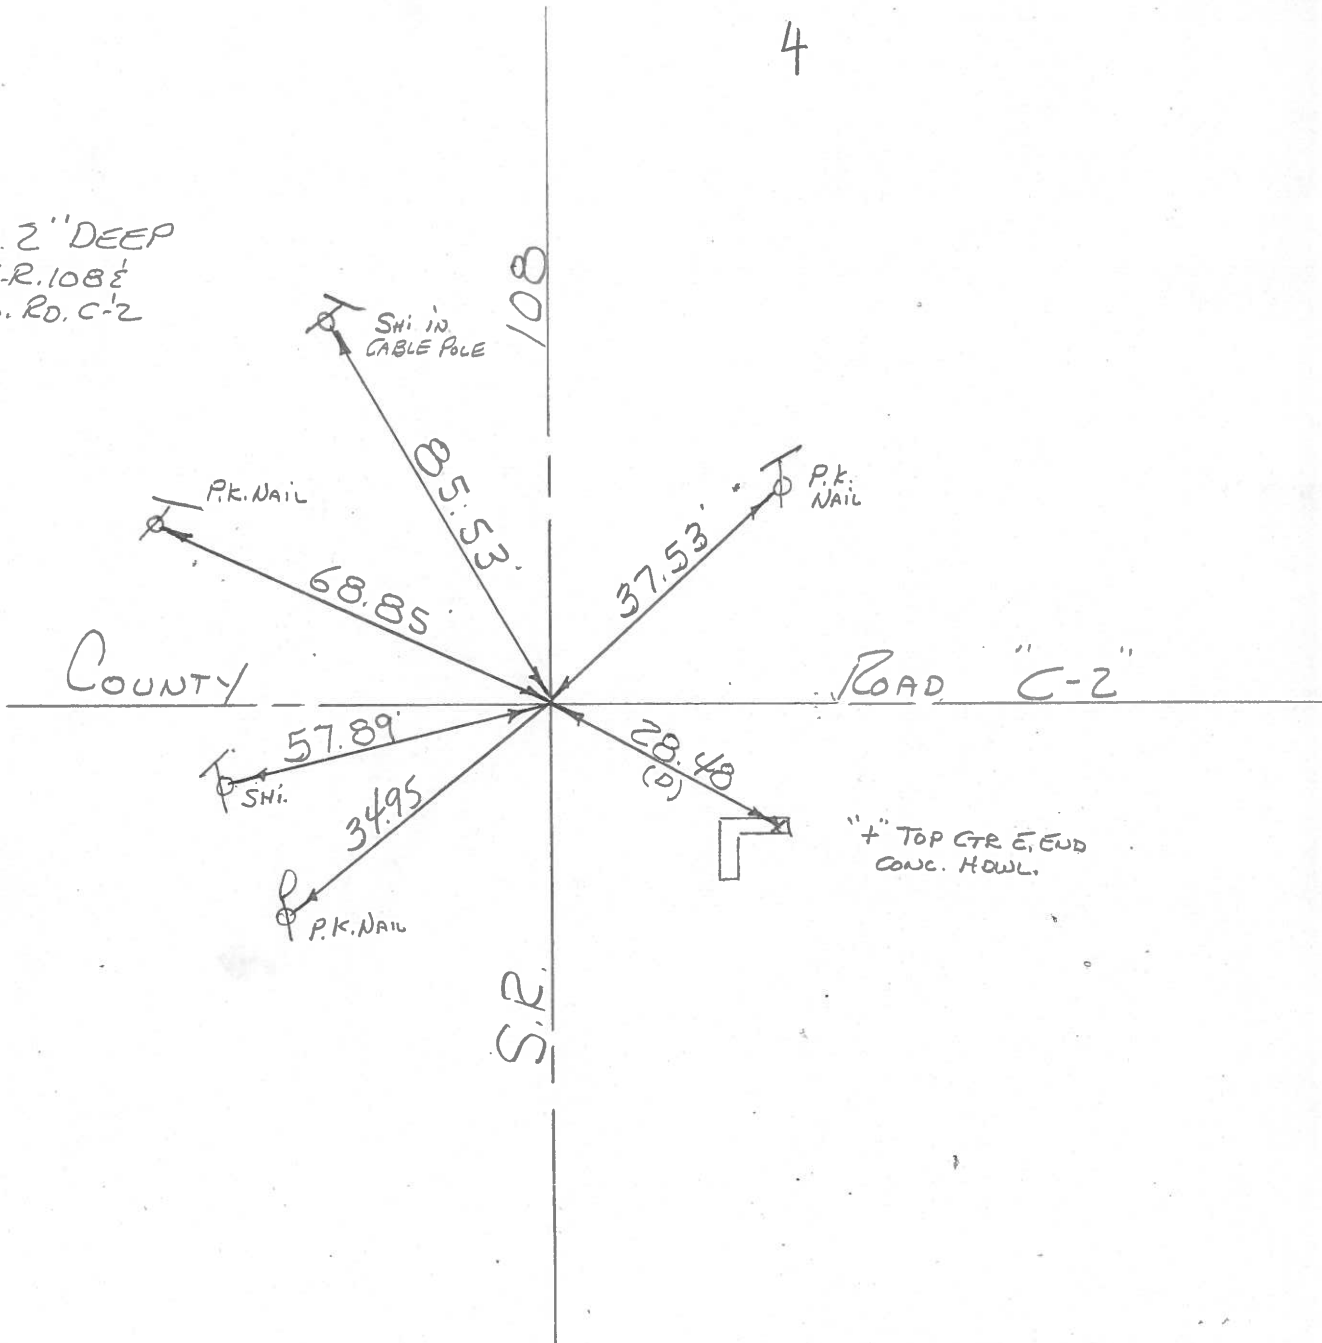 4
. 2" DEEP
-R. 108 &
. RD. C-2
108
SHi iN
CABLE POLE
85.53'
P.K. NAiL
68.85'
P.K.
NAiL
37.53'
COUNTY ROAD "C-2"
57.89'
SHi.
34.95
P.K. NAIL
28.48
(D)
"+" TOP CTR E. END
CONC. HDWL.
S.R.